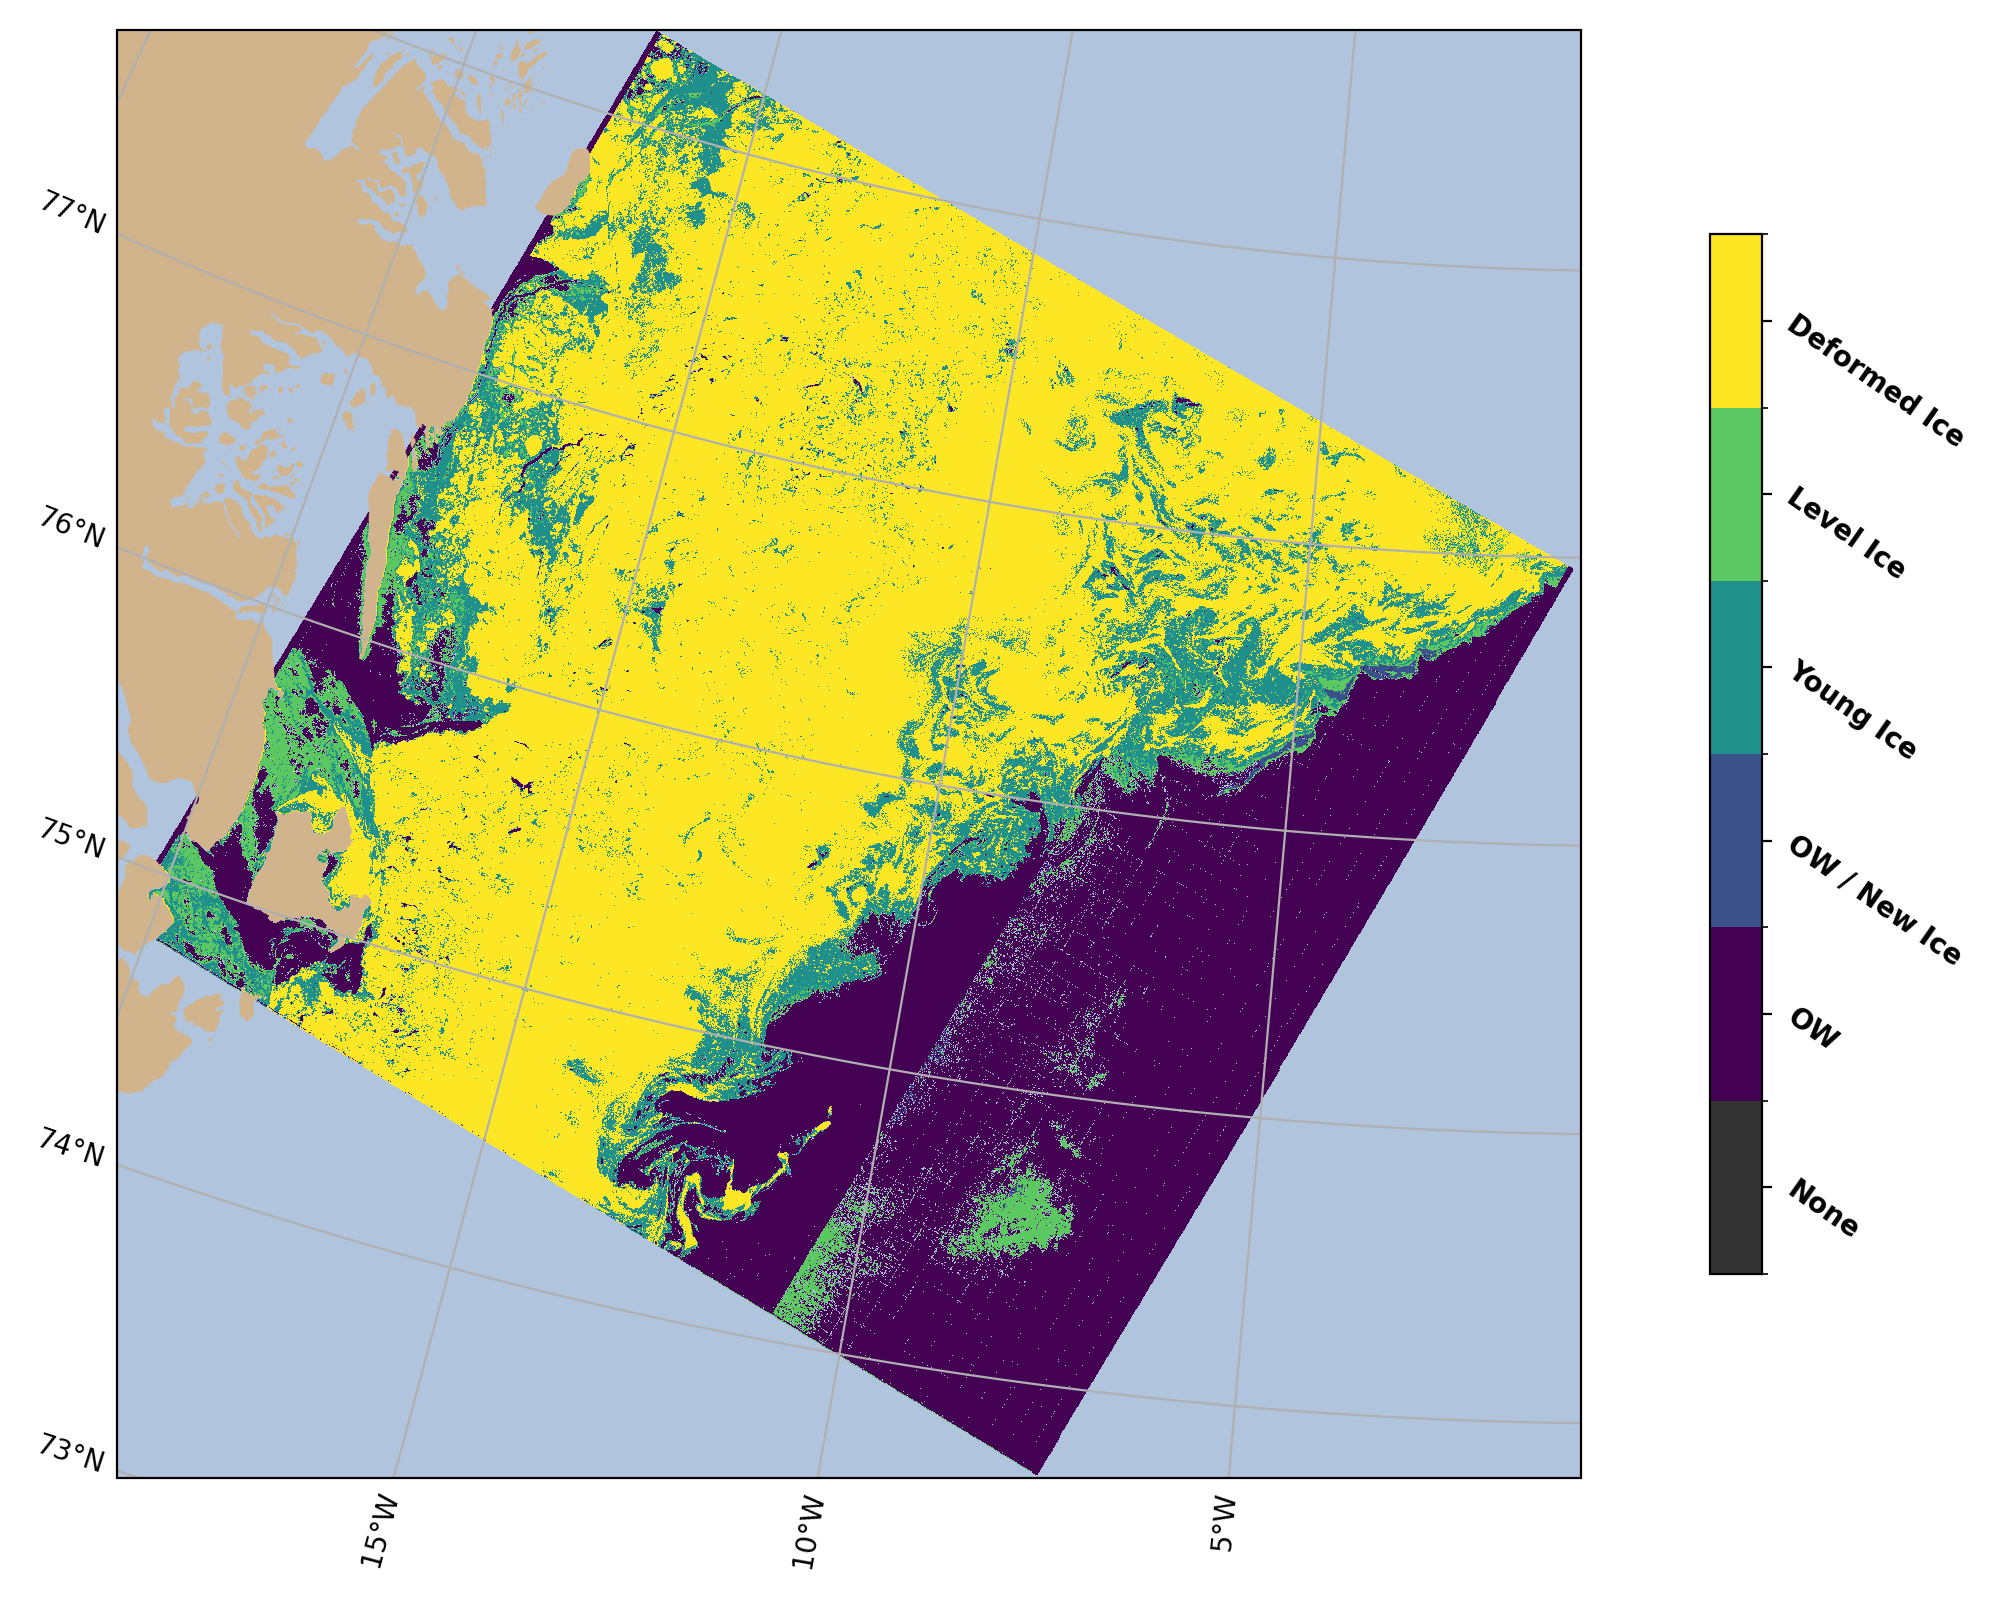 77°N
76°N
75°N
74°N
73°N
15°W
10°W
5°W
Deformed Ice
Level Ice
Young Ice
OW / New Ice
OW
None